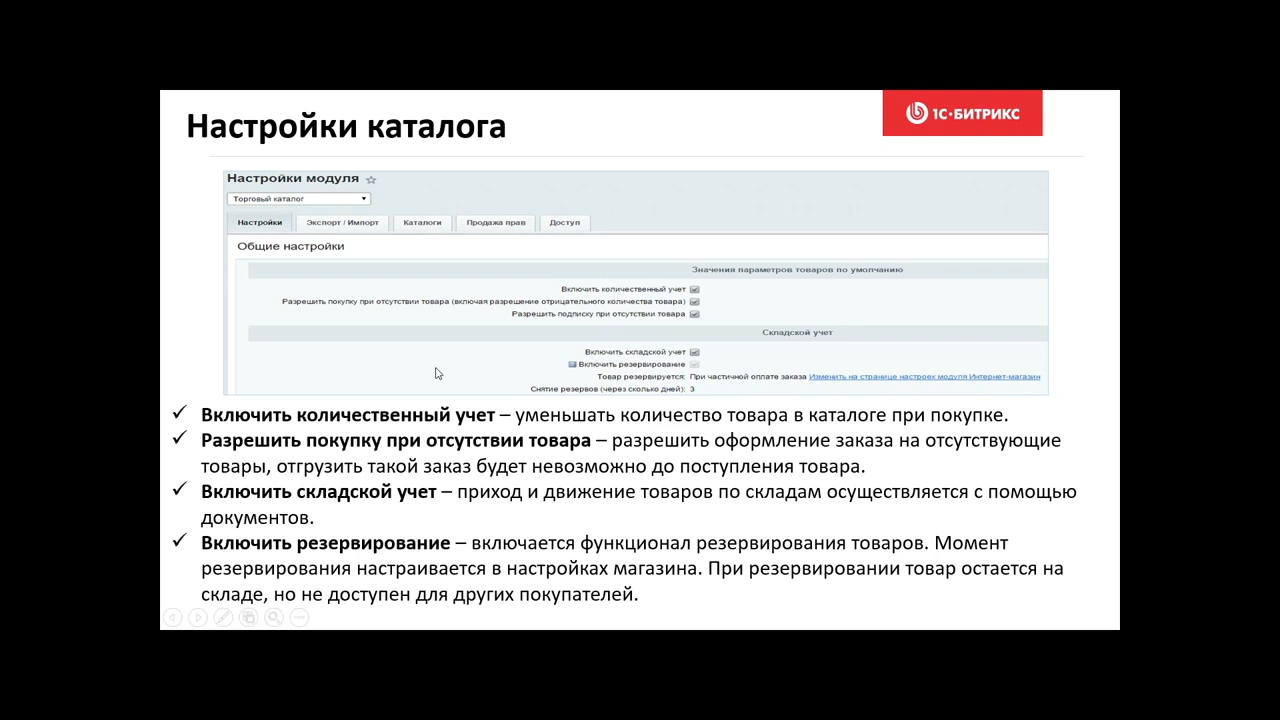 Настройки каталога
1С·БИТРИКС
Настройки модуля
Торговый каталог
Настройки Экспорт / Импорт Каталоги Продажа прав Доступ
Общие настройки
Значения параметров товаров по умолчанию
Включить количественный учет
Разрешить покупку при отсутствии товара (включая разрешение отрицательного количества товара)
Разрешить подписку при отсутствии товара
Складской учет
Включить складской учет
Включить резервирование
Товар резервируется: При частичной оплате заказа Изменить на странице настроек модуля Интернет-магазин
Снятие резервов (через сколько дней): 3
✓ Включить количественный учет – уменьшать количество товара в каталоге при покупке.
✓ Разрешить покупку при отсутствии товара – разрешить оформление заказа на отсутствующие
товары, отгрузить такой заказ будет невозможно до поступления товара.
✓ Включить складской учет – приход и движение товаров по складам осуществляется с помощью
документов.
✓ Включить резервирование – включается функционал резервирования товаров. Момент
резервирования настраивается в настройках магазина. При резервировании товар остается на
складе, но не доступен для других покупателей.